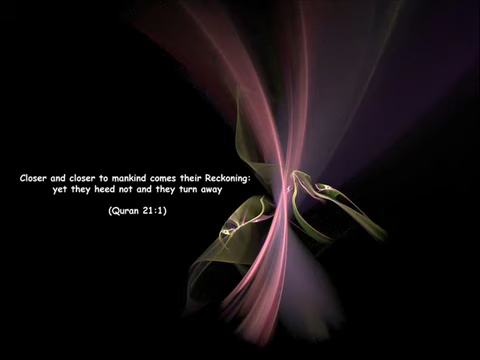 Closer and closer to mankind comes their Reckoning:
yet they heed not and they turn away
(Quran 21:1)